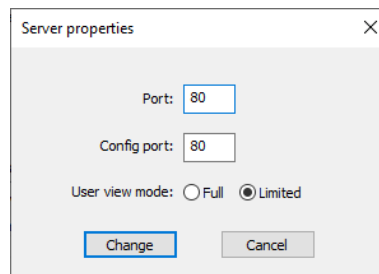 Server properties
Port: 80
Config port: 80
User view mode: Full Limited
Change Cancel